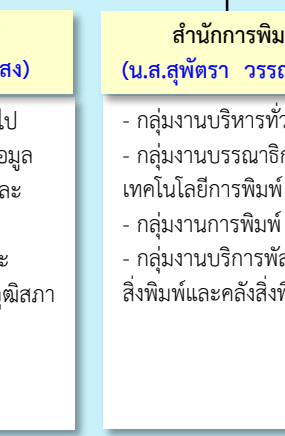 สง)
ไป
อมูล
ละ
ะ
ุฒิสภา
สำนักการพิม
(น.ส.สุพัตรา วรรณ
- กลุ่มงานบริหารทั่ว
- กลุ่มงานบรรณาธิก
เทคโนโลยีการพิมพ์
- กลุ่มงานการพิมพ์
- กลุ่มงานบริการพัส
สิ่งพิมพ์และคลังสิ่งพิ